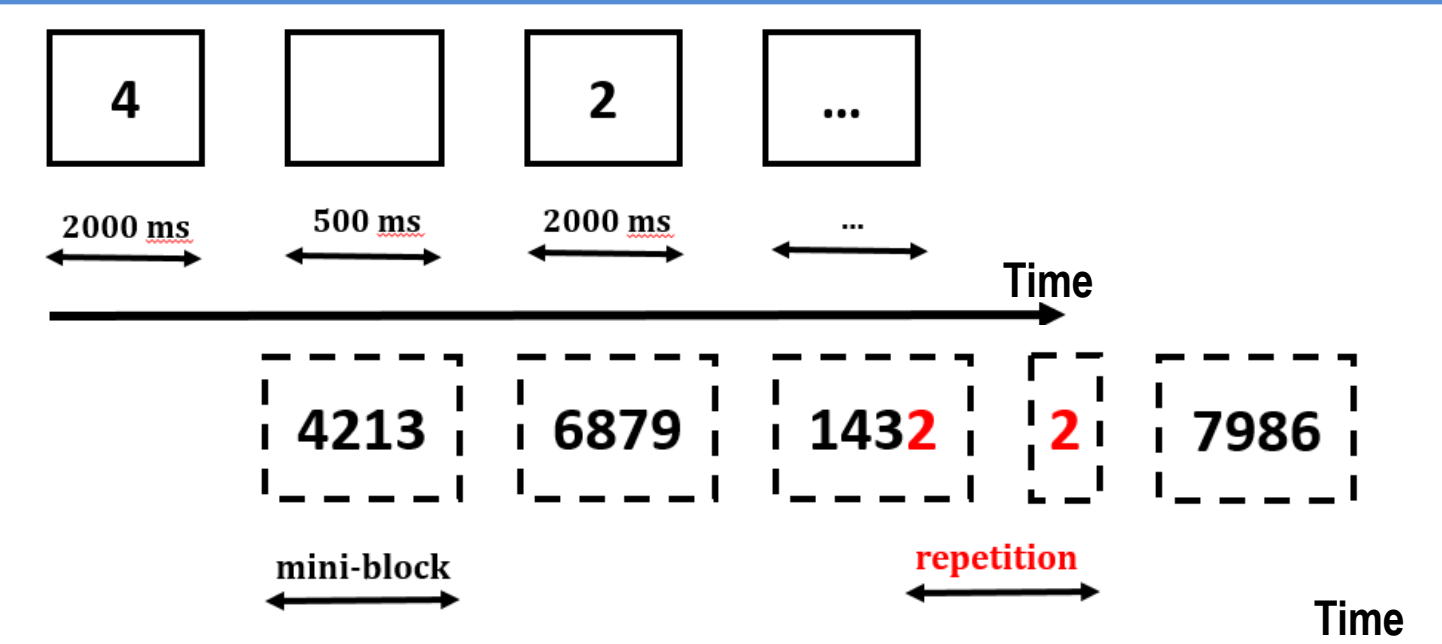 4 2 ...
2000 ms 500 ms 2000 ms ...
Time
4213 6879 1432 2 7986
mini-block repetition
Time